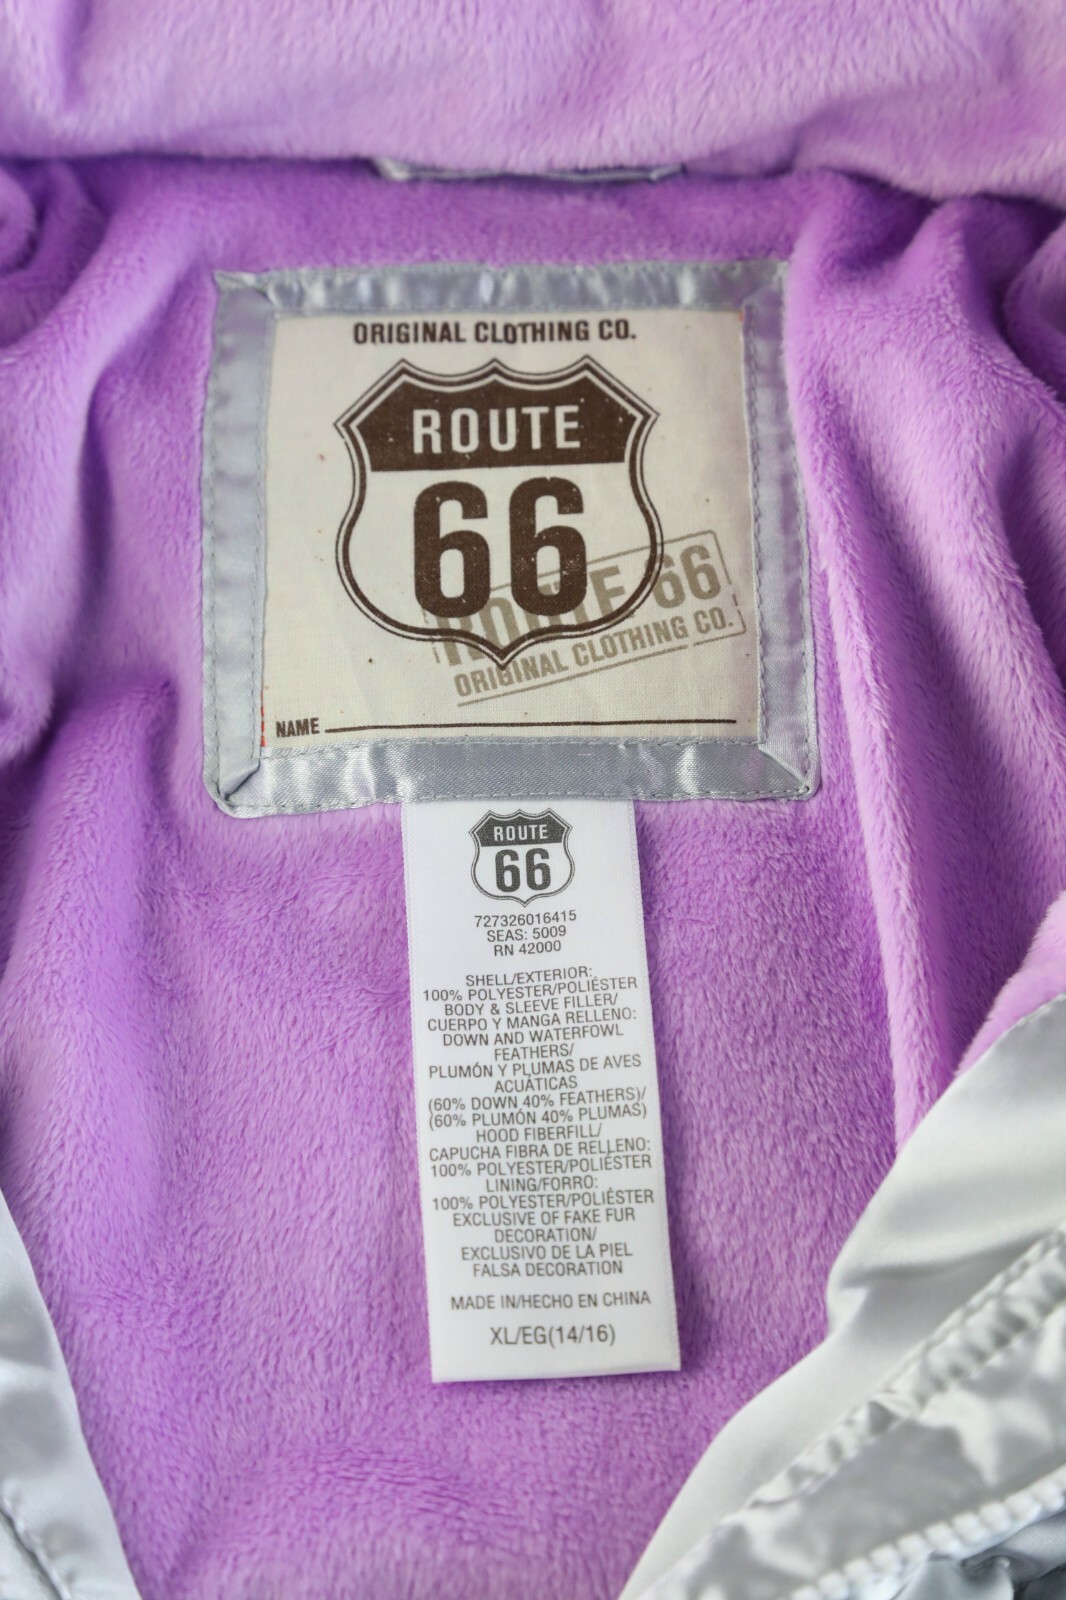 ORIGINAL CLOTHING CO.
ROUTE
66
ROUTE 66
ORIGINAL CLOTHING CO.
NAME
ROUTE
66
727326016415
SEAS: 5009
RN 42000
SHELL/EXTERIOR:
100% POLYESTER/POLIÉSTER
BODY & SLEEVE FILLER/
CUERPO Y MANGA RELLENO:
DOWN AND WATERFOWL
FEATHERS/
PLUMÓN Y PLUMAS DE AVES
ACUÁTICAS
(60% DOWN 40% FEATHERS)/
(60% PLUMÓN 40% PLUMAS)
HOOD FIBERFILL/
CAPUCHA FIBRA DE RELLENO:
100% POLYESTER/POLIÉSTER
LINING/FORRO:
100% POLYESTER/POLIÉSTER
EXCLUSIVE OF FAKE FUR
DECORATION/
EXCLUSIVO DE LA PIEL
FALSA DECORATION
MADE IN/HECHO EN CHINA
XL/EG(14/16)